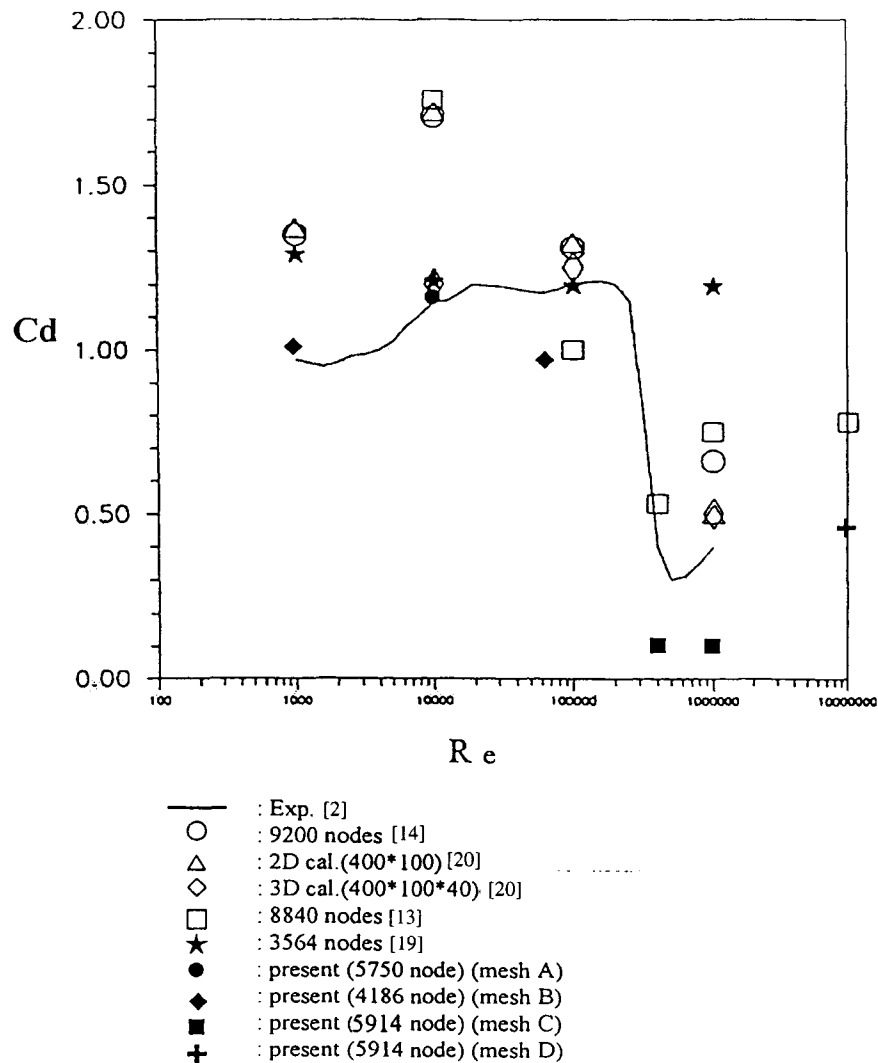 2.00
1.50
Cd
1.00
0.50
0.00
100 1000 10000 100000 1000000 10000000
R e
: Exp. [2]
: 9200 nodes [14]
: 2D cal.(400*100) [20]
: 3D cal.(400*100*40) [20]
: 8840 nodes [13]
: 3564 nodes [19]
: present (5750 node) (mesh A)
: present (4186 node) (mesh B)
: present (5914 node) (mesh C)
: present (5914 node) (mesh D)